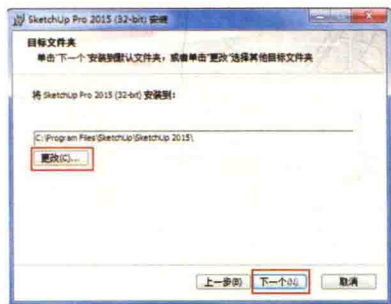 SketchUp Pro 2015 (32-bit) 安装
目标文件夹
单击"下一个"安装到默认文件夹，或者单击"更改"选择其他目标文件夹
将 SketchUp Pro 2015 (32-bit) 安装到：
C:\Program Files\SketchUp\SketchUp 2015\
更改(C)...
上一步(B) 下一个(N) 取消